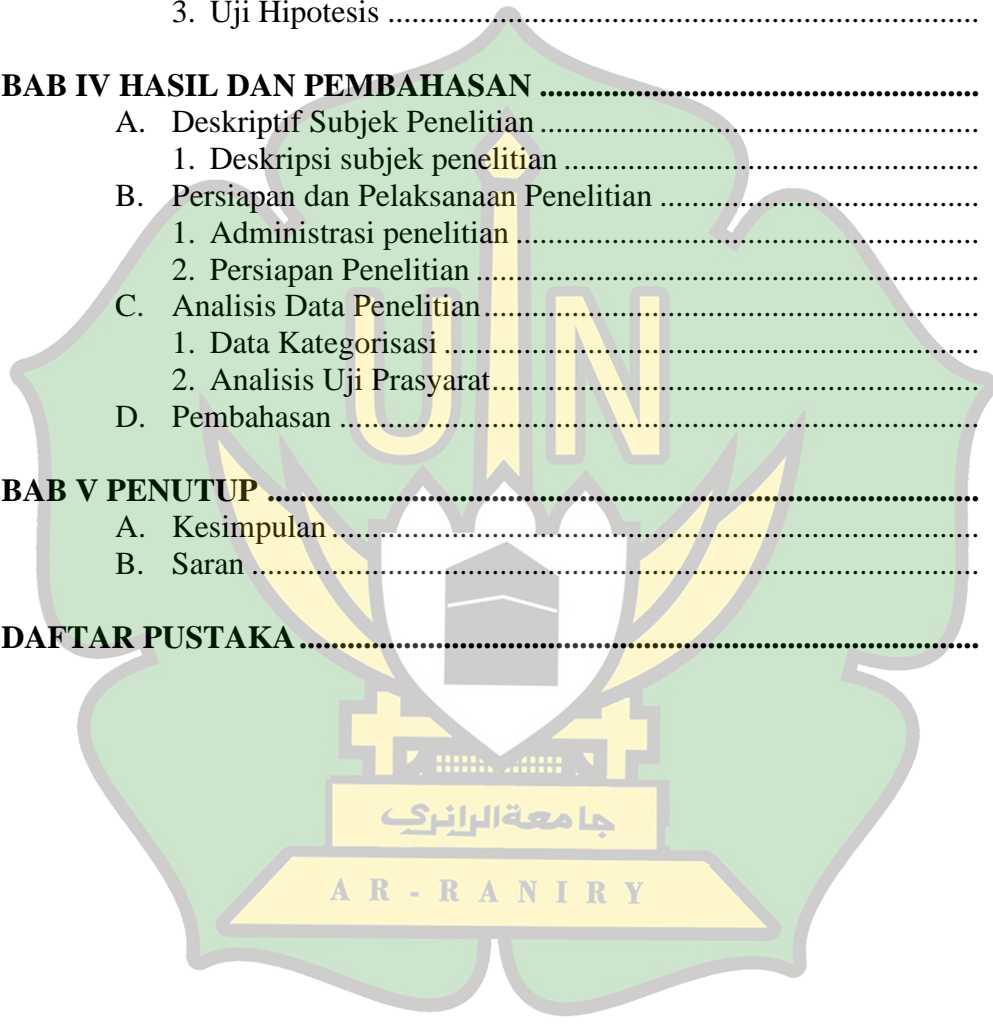 3. Uji Hipotesis ..........................................................................
BAB IV HASIL DAN PEMBAHASAN .......................................................
A. Deskriptif Subjek Penelitian .......................................................
1. Deskripsi subjek penelitian ....................................................
B. Persiapan dan Pelaksanaan Penelitian ........................................
1. Administrasi penelitian ..........................................................
2. Persiapan Penelitian ...............................................................
C. Analisis Data Penelitian ..............................................................
1. Data Kategorisasi ...................................................................
2. Analisis Uji Prasyarat .............................................................
D. Pembahasan ................................................................................
BAB V PENUTUP .........................................................................................
A. Kesimpulan .................................................................................
B. Saran ...........................................................................................
DAFTAR PUSTAKA .....................................................................................
UIN
جامعة الرانري
AR-RANIRY